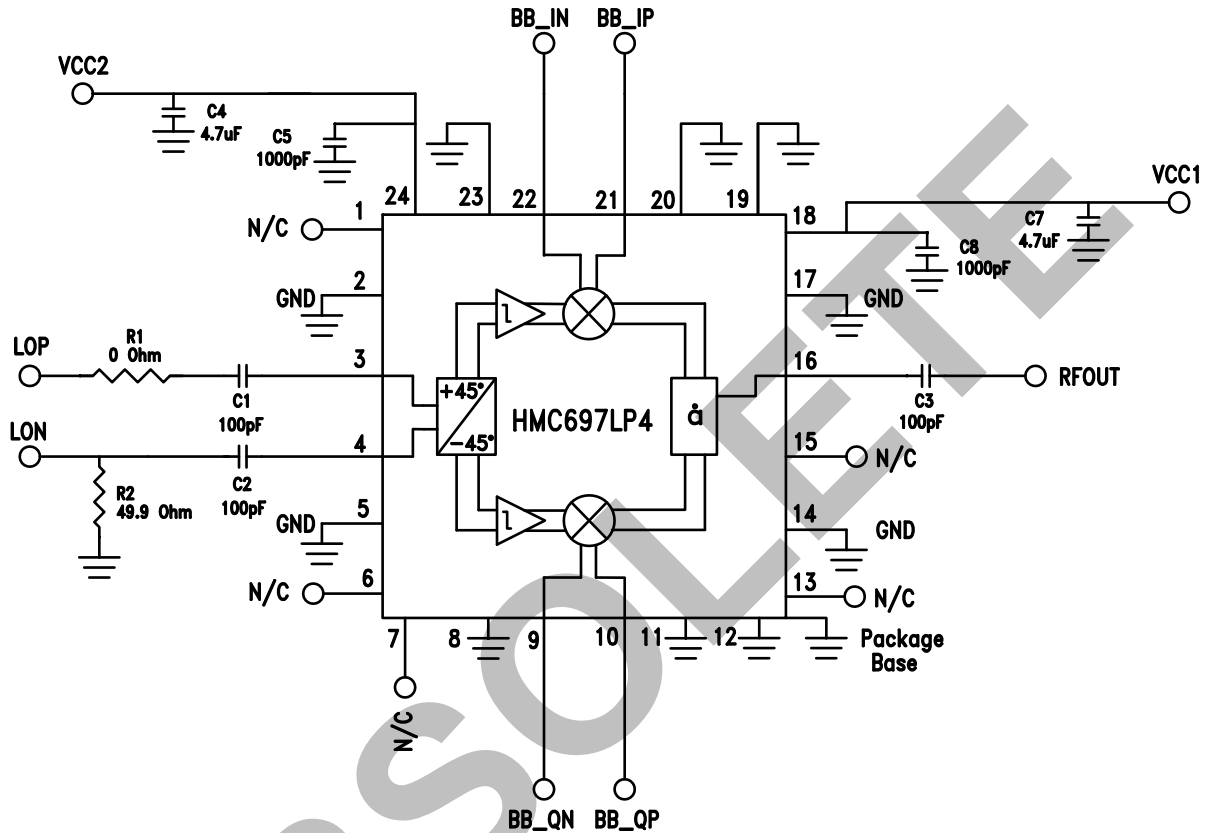 BB_IN BB_IP
VCC2
C4
4.7uF
C5
1000pF
24 23 22 21 20 19
VCC1
C7
4.7uF
C8
1000pF
1
N/C
18
2
GND
17
GND
LOP
R1
0 Ohm
3
C1
100pF
16
C3
100pF
RFOUT
+45°
-45°
HMC697LP4
å
LON
4
C2
100pF
R2
49.9 Ohm
15
N/C
5
GND
14
GND
6
N/C
13
N/C
7 8 9 10 11 12
Package
Base
N/C
BB_QN BB_QP
OBSOLETE